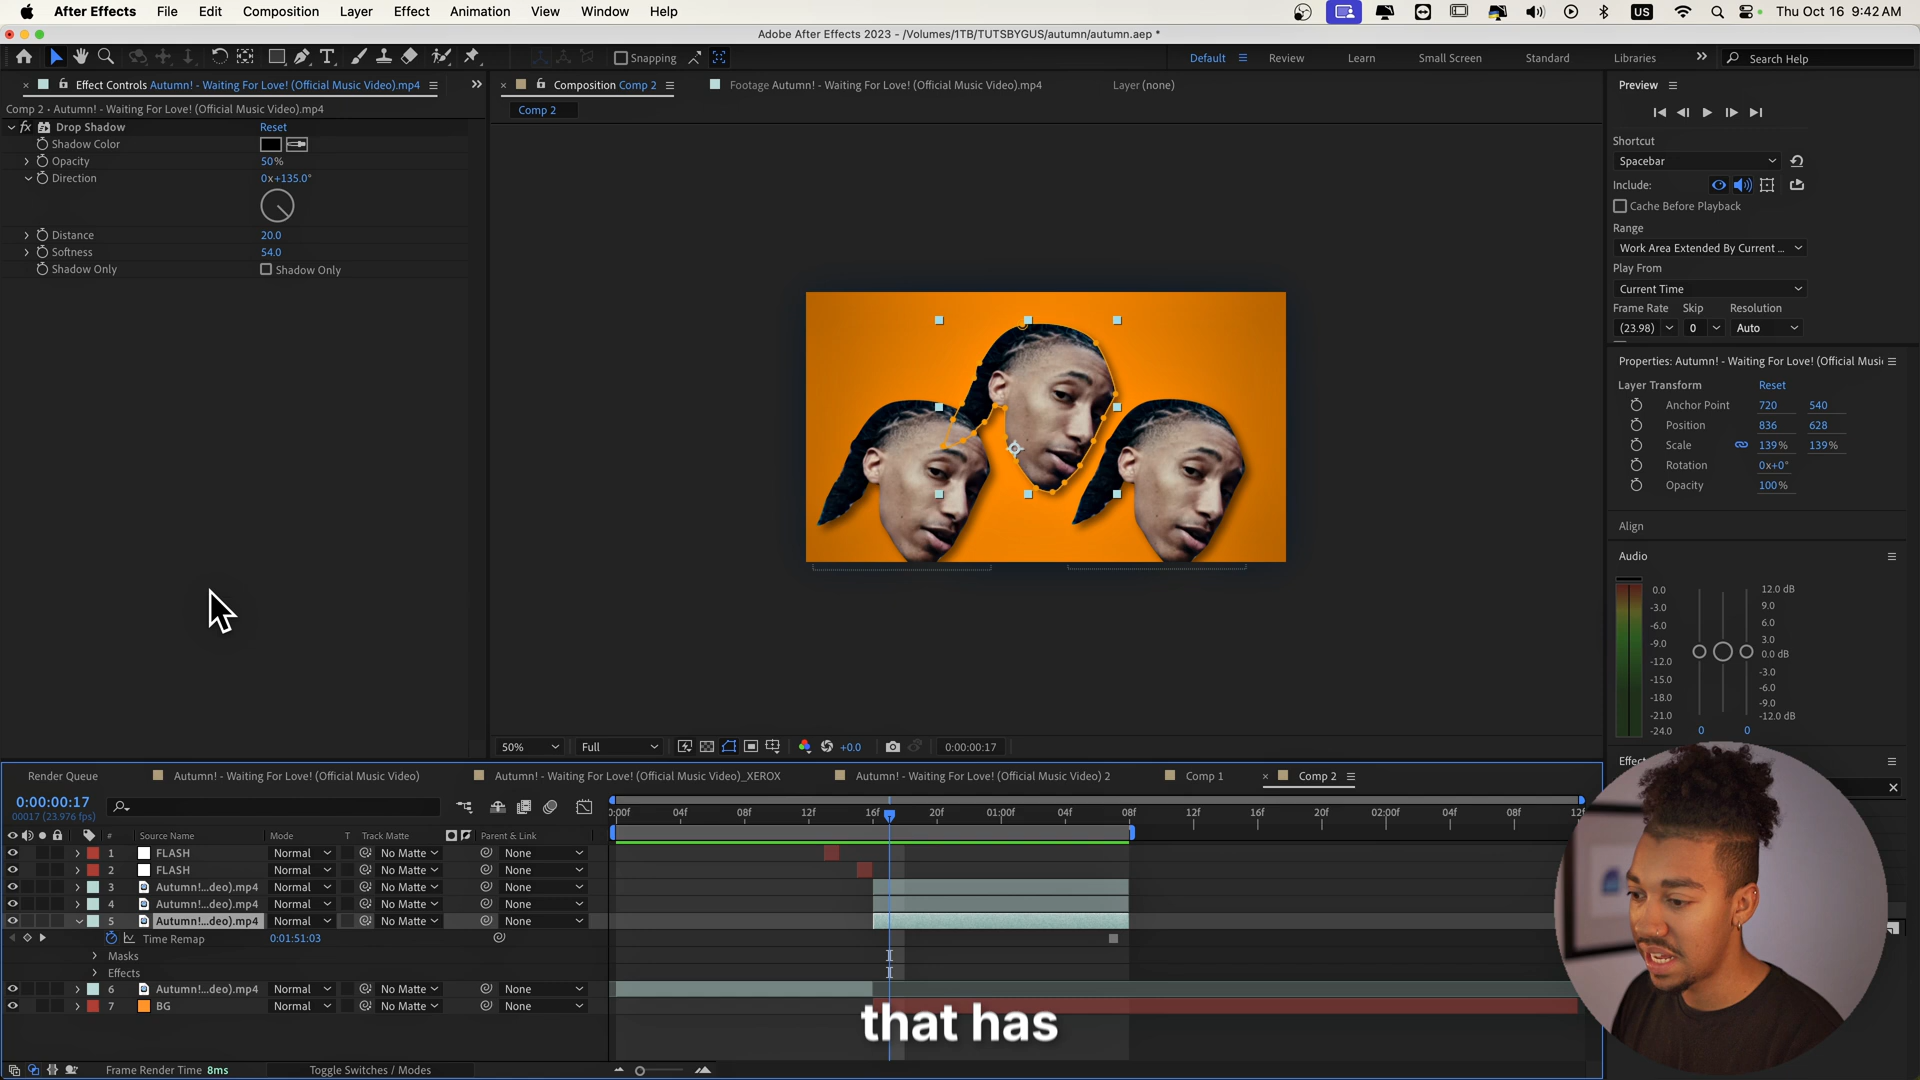 After Effects File Edit Composition Layer Effect Animation View Window Help US Thu Oct 16 9:42 AM
Adobe After Effects 2023 - /Volumes/1TB/TUTSBYGUS/autumn/autumn.aep *
Snapping Default Review Learn Small Screen Standard Libraries Search Help
Effect Controls Autumn! - Waiting For Love! (Official Music Video).mp4
Composition Comp 2 Footage Autumn! - Waiting For Love! (Official Music Video).mp4 Layer (none)
Preview
Comp 2 • Autumn! - Waiting For Love! (Official Music Video).mp4
Comp 2
fx Drop Shadow Reset
Shadow Color
Opacity 50%
Direction 0x+135.0°
Distance 20.0
Softness 54.0
Shadow Only Shadow Only
Shortcut
Spacebar
Include:
Cache Before Playback
Range
Work Area Extended By Current ...
Play From
Current Time
Frame Rate Skip Resolution
(23.98) 0 Auto
Properties: Autumn! - Waiting For Love! (Official Musi
Layer Transform Reset
Anchor Point 720 540
Position 836 628
Scale 139% 139%
Rotation 0x+0°
Opacity 100%
Align
Audio
0.0 12.0 dB
-3.0 9.0
-6.0 6.0
-9.0 3.0
-12.0 0.0 dB
-15.0 -3.0
-18.0 -6.0
-21.0 -9.0
-24.0 -12.0 dB
0 0
Effec
50% Full +0.0 0:00:00:17
Render Queue Autumn! - Waiting For Love! (Official Music Video) Autumn! - Waiting For Love! (Official Music Video)_XEROX Autumn! - Waiting For Love! (Official Music Video) 2 Comp 1 Comp 2
0:00:00:17
00017 (23.976 fps)
0:00f 04f 08f 12f 16f 20f 01:00f 04f 08f 12f 16f 20f 02:00f 04f 08f 12f
# Source Name Mode T Track Matte Parent & Link
1 FLASH Normal No Matte None
2 FLASH Normal No Matte None
3 Autumn!...deo).mp4 Normal No Matte None
4 Autumn!...deo).mp4 Normal No Matte None
5 Autumn!...deo).mp4 Normal No Matte None
Time Remap 0:01:51:03
Masks
Effects
6 Autumn!...deo).mp4 Normal No Matte None
7 BG Normal No Matte None
that has
Frame Render Time 8ms Toggle Switches / Modes